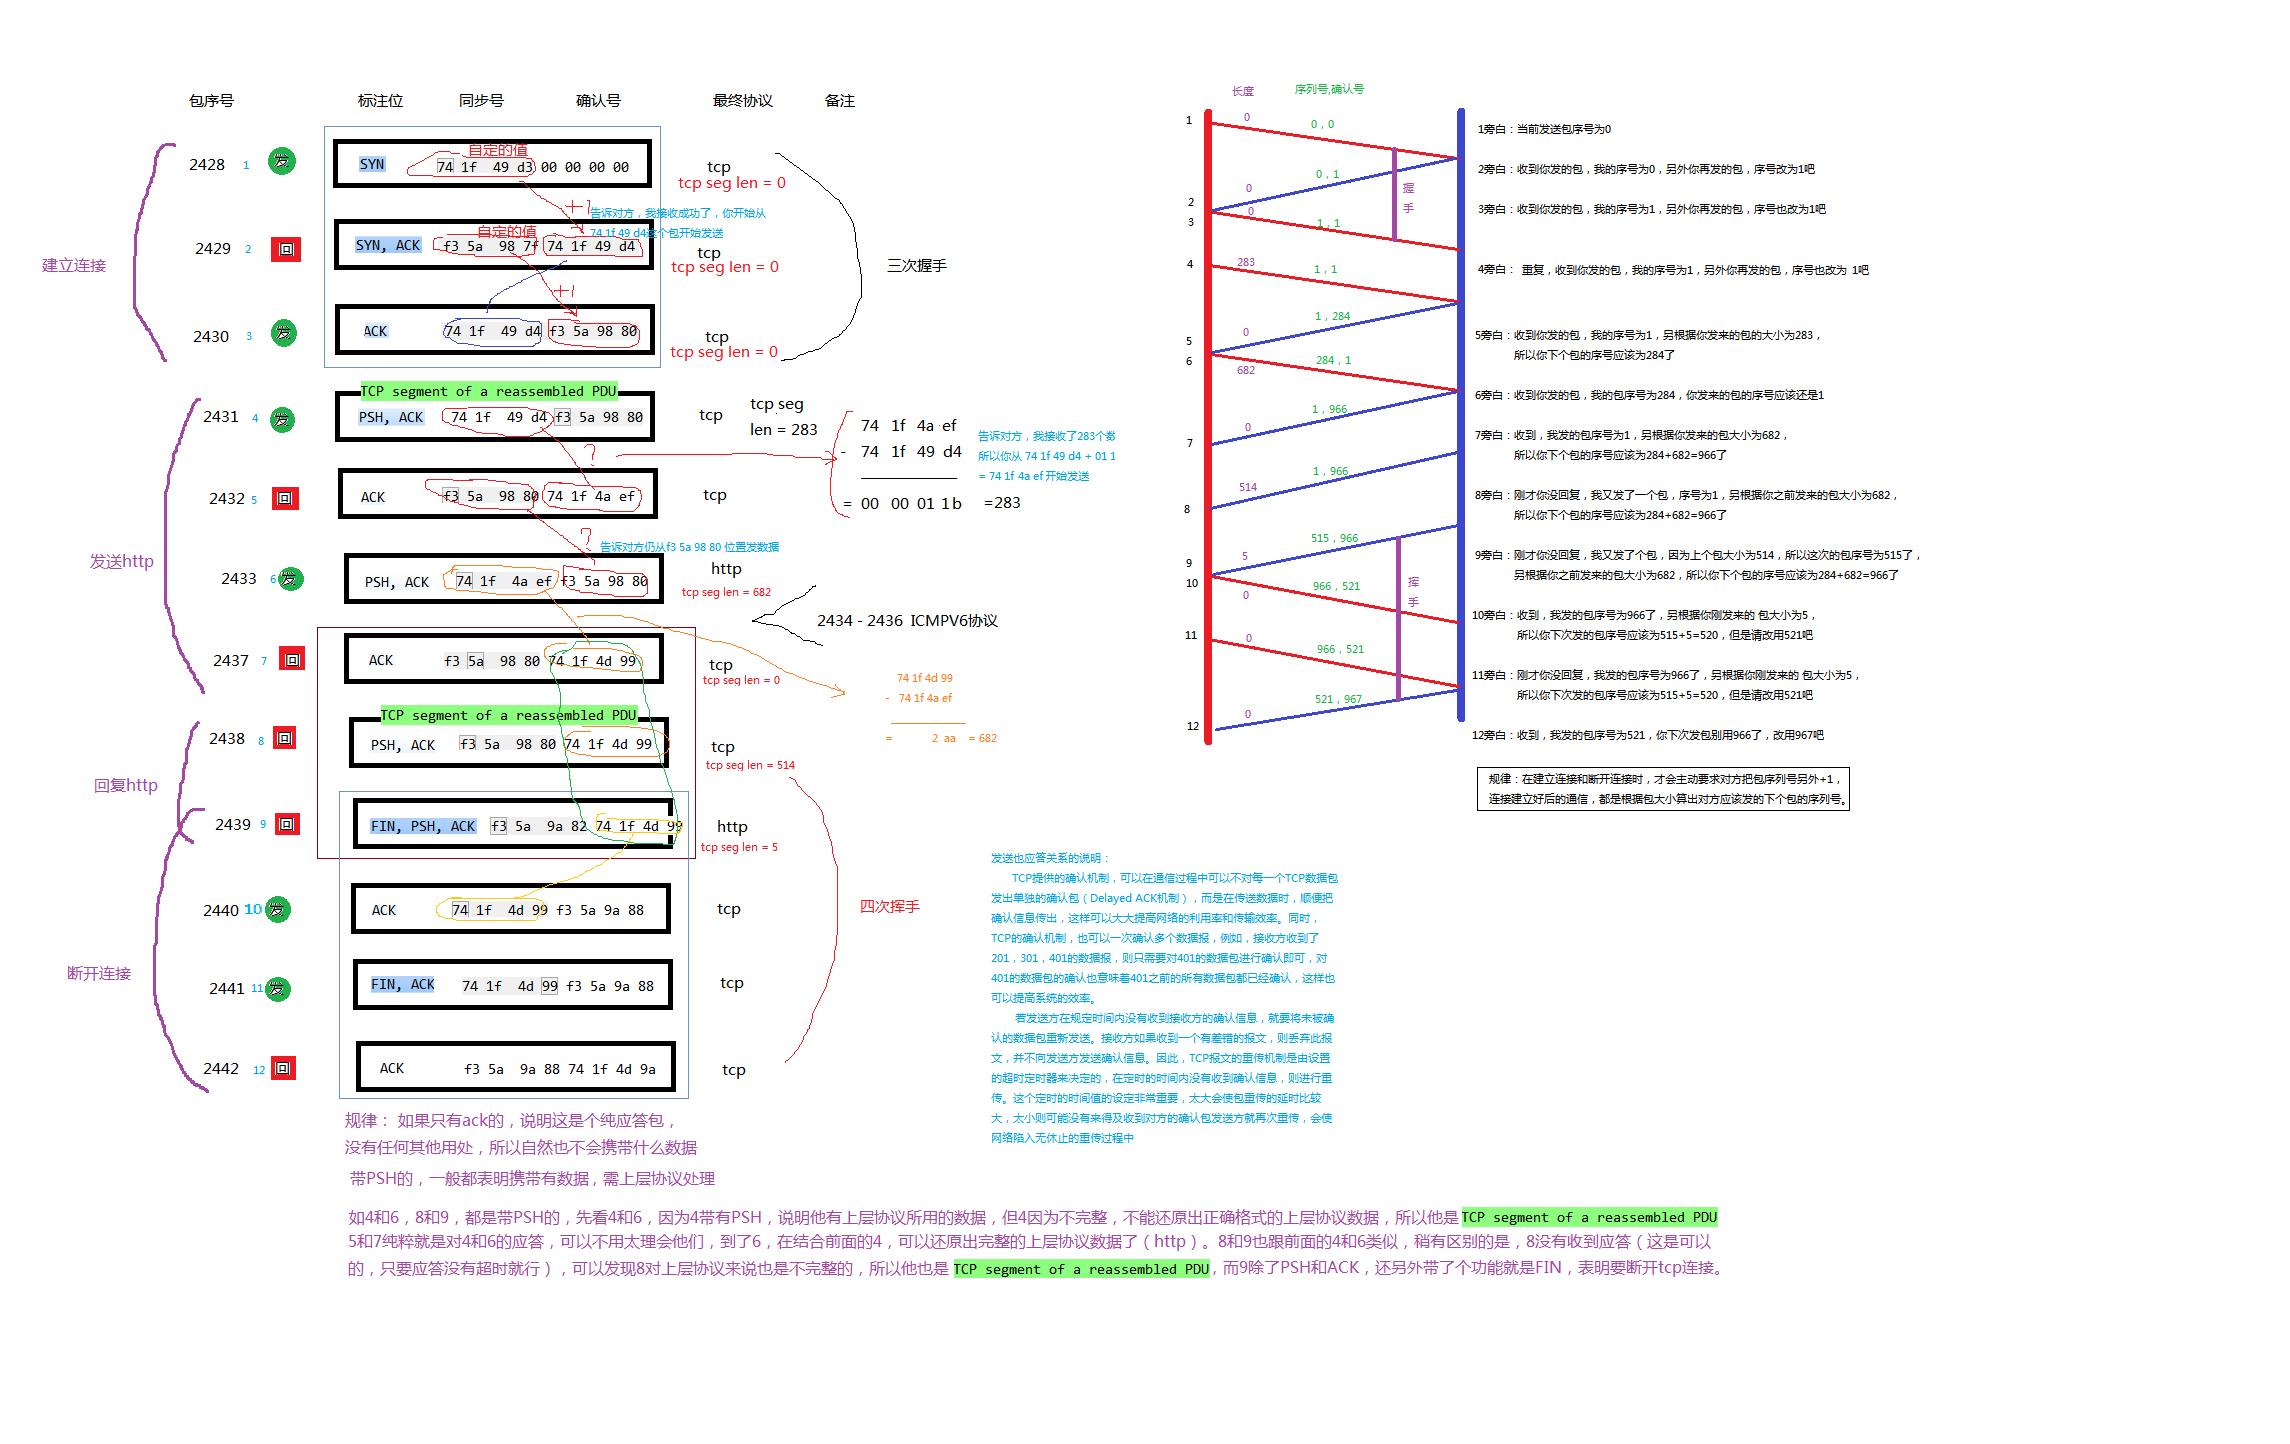 包序号 标注位 同步号 确认号 最终协议 备注
建立连接
2428 1 发 SYN 自定的值 74 1f 49 d3 00 00 00 00 tcp
tcp seg len = 0
+1
告诉对方，我接收成功了，你开始从
74 1f 49 d4这个包开始发送
2429 2 回 SYN, ACK 自定的值 f3 5a 98 7f 74 1f 49 d4 tcp
tcp seg len = 0
三次握手
+1
2430 3 发 ACK 74 1f 49 d4 f3 5a 98 80 tcp
tcp seg len = 0
发送http
TCP segment of a reassembled PDU
2431 4 发 PSH, ACK 74 1f 49 d4 f3 5a 98 80 tcp
tcp seg
len = 283
?
74 1f 4a ef
- 74 1f 49 d4
= 00 00 01 1b =283
告诉对方，我接收了283个数
所以你从 74 1f 49 d4 + 01 1
= 74 1f 4a ef 开始发送
2432 5 回 ACK f3 5a 98 80 74 1f 4a ef tcp
?
告诉对方仍从f3 5a 98 80 位置发数据
2433 6 发 PSH, ACK 74 1f 4a ef f3 5a 98 80 http
tcp seg len = 682
2434 - 2436 ICMPV6协议
2437 7 回 ACK f3 5a 98 80 74 1f 4d 99 tcp
tcp seg len = 0
74 1f 4d 99
- 74 1f 4a ef
= 2 aa = 682
回复http
TCP segment of a reassembled PDU
2438 8 回 PSH, ACK f3 5a 98 80 74 1f 4d 99 tcp
tcp seg len = 514
2439 9 回 FIN, PSH, ACK f3 5a 9a 82 74 1f 4d 99 http
tcp seg len = 5
断开连接
四次挥手
2440 10 发 ACK 74 1f 4d 99 f3 5a 9a 88 tcp
2441 11 发 FIN, ACK 74 1f 4d 99 f3 5a 9a 88 tcp
2442 12 回 ACK f3 5a 9a 88 74 1f 4d 9a tcp
规律： 如果只有ack的，说明这是个纯应答包，
没有任何其他用处，所以自然也不会携带什么数据
带PSH的，一般都表明携带有数据，需上层协议处理
如4和6，8和9，都是带PSH的，先看4和6，因为4带有PSH，说明他有上层协议所用的数据，但4因为不完整，不能还原出正确格式的上层协议数据，所以他是 TCP segment of a reassembled PDU
5和7纯粹就是对4和6的应答，可以不用太理会他们，到了6，在结合前面的4，可以还原出完整的上层协议数据了（http）。8和9也跟前面的4和6类似，稍有区别的是，8没有收到应答（这是可以
的，只要应答没有超时就行），可以发现8对上层协议来说也是不完整的，所以他也是 TCP segment of a reassembled PDU，而9除了PSH和ACK，还另外带了个功能就是FIN，表明要断开tcp连接。
长度 序列号,确认号
1 0 0，0
2 0 0，1
3 0 1，1
握
手
4 283 1，1
5 0 1，284
6 682 284，1
7 0 1，966
8 514 1，966
9 5 515，966
10 0 966，521
挥
手
11 0 966，521
12 0 521，967
1旁白：当前发送包序号为0
2旁白：收到你发的包，我的序号为0，另外你再发的包，序号改为1吧
3旁白：收到你发的包，我的序号为1，另外你再发的包，序号也改为1吧
4旁白： 重复，收到你发的包，我的序号为1，另外你再发的包，序号也改为 1吧
5旁白：收到你发的包，我的序号为1，另根据你发来的包的大小为283，
所以你下个包的序号应该为284了
6旁白：收到你发的包，我的包序号为284，你发来的包的序号应该还是1
7旁白：收到，我发的包序号为1，另根据你发来的包大小为682，
所以你下个包的序号应该为284+682=966了
8旁白：刚才你没回复，我又发了一个包，序号为1，另根据你之前发来的包大小为682，
所以你下个包的序号应该为284+682=966了
9旁白：刚才你没回复，我又发了个包，因为上个包大小为514，所以这次的包序号为515了，
另根据你之前发来的包大小为682，所以你下个包的序号应该为284+682=966了
10旁白：收到，我发的包序号为966了，另根据你刚发来的 包大小为5，
所以你下次发的包序号应该为515+5=520，但是请改用521吧
11旁白：刚才你没回复，我发的包序号为966了，另根据你刚发来的 包大小为5，
所以你下次发的包序号应该为515+5=520，但是请改用521吧
12旁白：收到，我发的包序号为521，你下次发包别用966了，改用967吧
规律：在建立连接和断开连接时，才会主动要求对方把包序列号另外+1，
连接建立好后的通信，都是根据包大小算出对方应该发的下个包的序列号。
发送也应答关系的说明：
TCP提供的确认机制，可以在通信过程中可以不对每一个TCP数据包
发出单独的确认包（Delayed ACK机制），而是在传送数据时，顺便把
确认信息传出，这样可以大大提高网络的利用率和传输效率。同时，
TCP的确认机制，也可以一次确认多个数据报，例如，接收方收到了
201，301，401的数据报，则只需要对401的数据包进行确认即可，对
401的数据包的确认也意味着401之前的所有数据包都已经确认，这样也
可以提高系统的效率。
若发送方在规定时间内没有收到接收方的确认信息，就要将未被确
认的数据包重新发送。接收方如果收到一个有差错的报文，则丢弃此报
文，并不向发送方发送确认信息。因此，TCP报文的重传机制是由设置
的超时定时器来决定的，在定时的时间内没有收到确认信息，则进行重
传。这个定时的时间值的设定非常重要，太大会使包重传的延时比较
大，太小则可能没有来得及收到对方的确认包发送方就再次重传，会使
网络陷入无休止的重传过程中